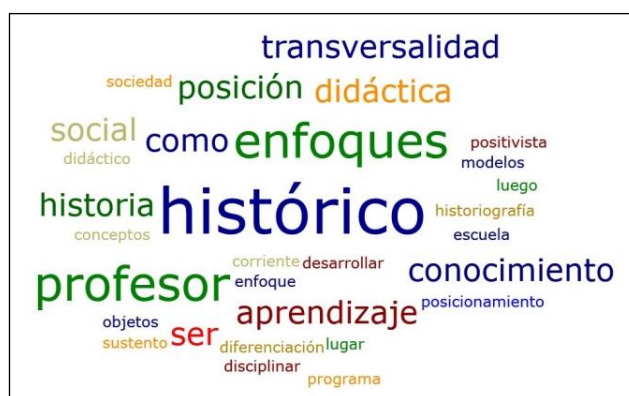 transversalidad
sociedad posición didáctica
social como enfoques positivista
didáctico modelos
luego
historia histórico historiografía
conceptos escuela
corriente desarrollar
profesor enfoque conocimiento
aprendizaje posicionamiento
objetos
sustento ser diferenciación lugar
disciplinar
programa